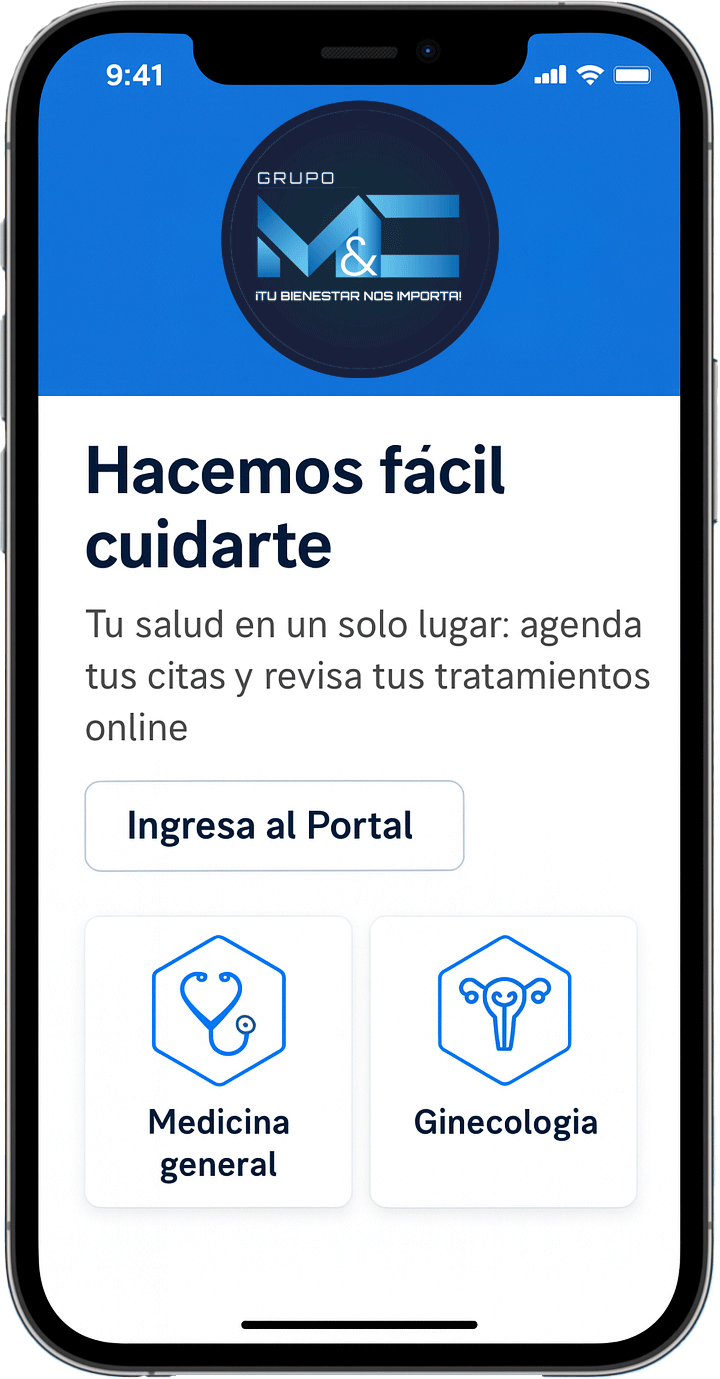 9:41
GRUPO
M&C
¡TU BIENESTAR NOS IMPORTA!
Hacemos fácil
cuidarte
Tu salud en un solo lugar: agenda
tus citas y revisa tus tratamientos
online
Ingresa al Portal
Medicina
general
Ginecologia